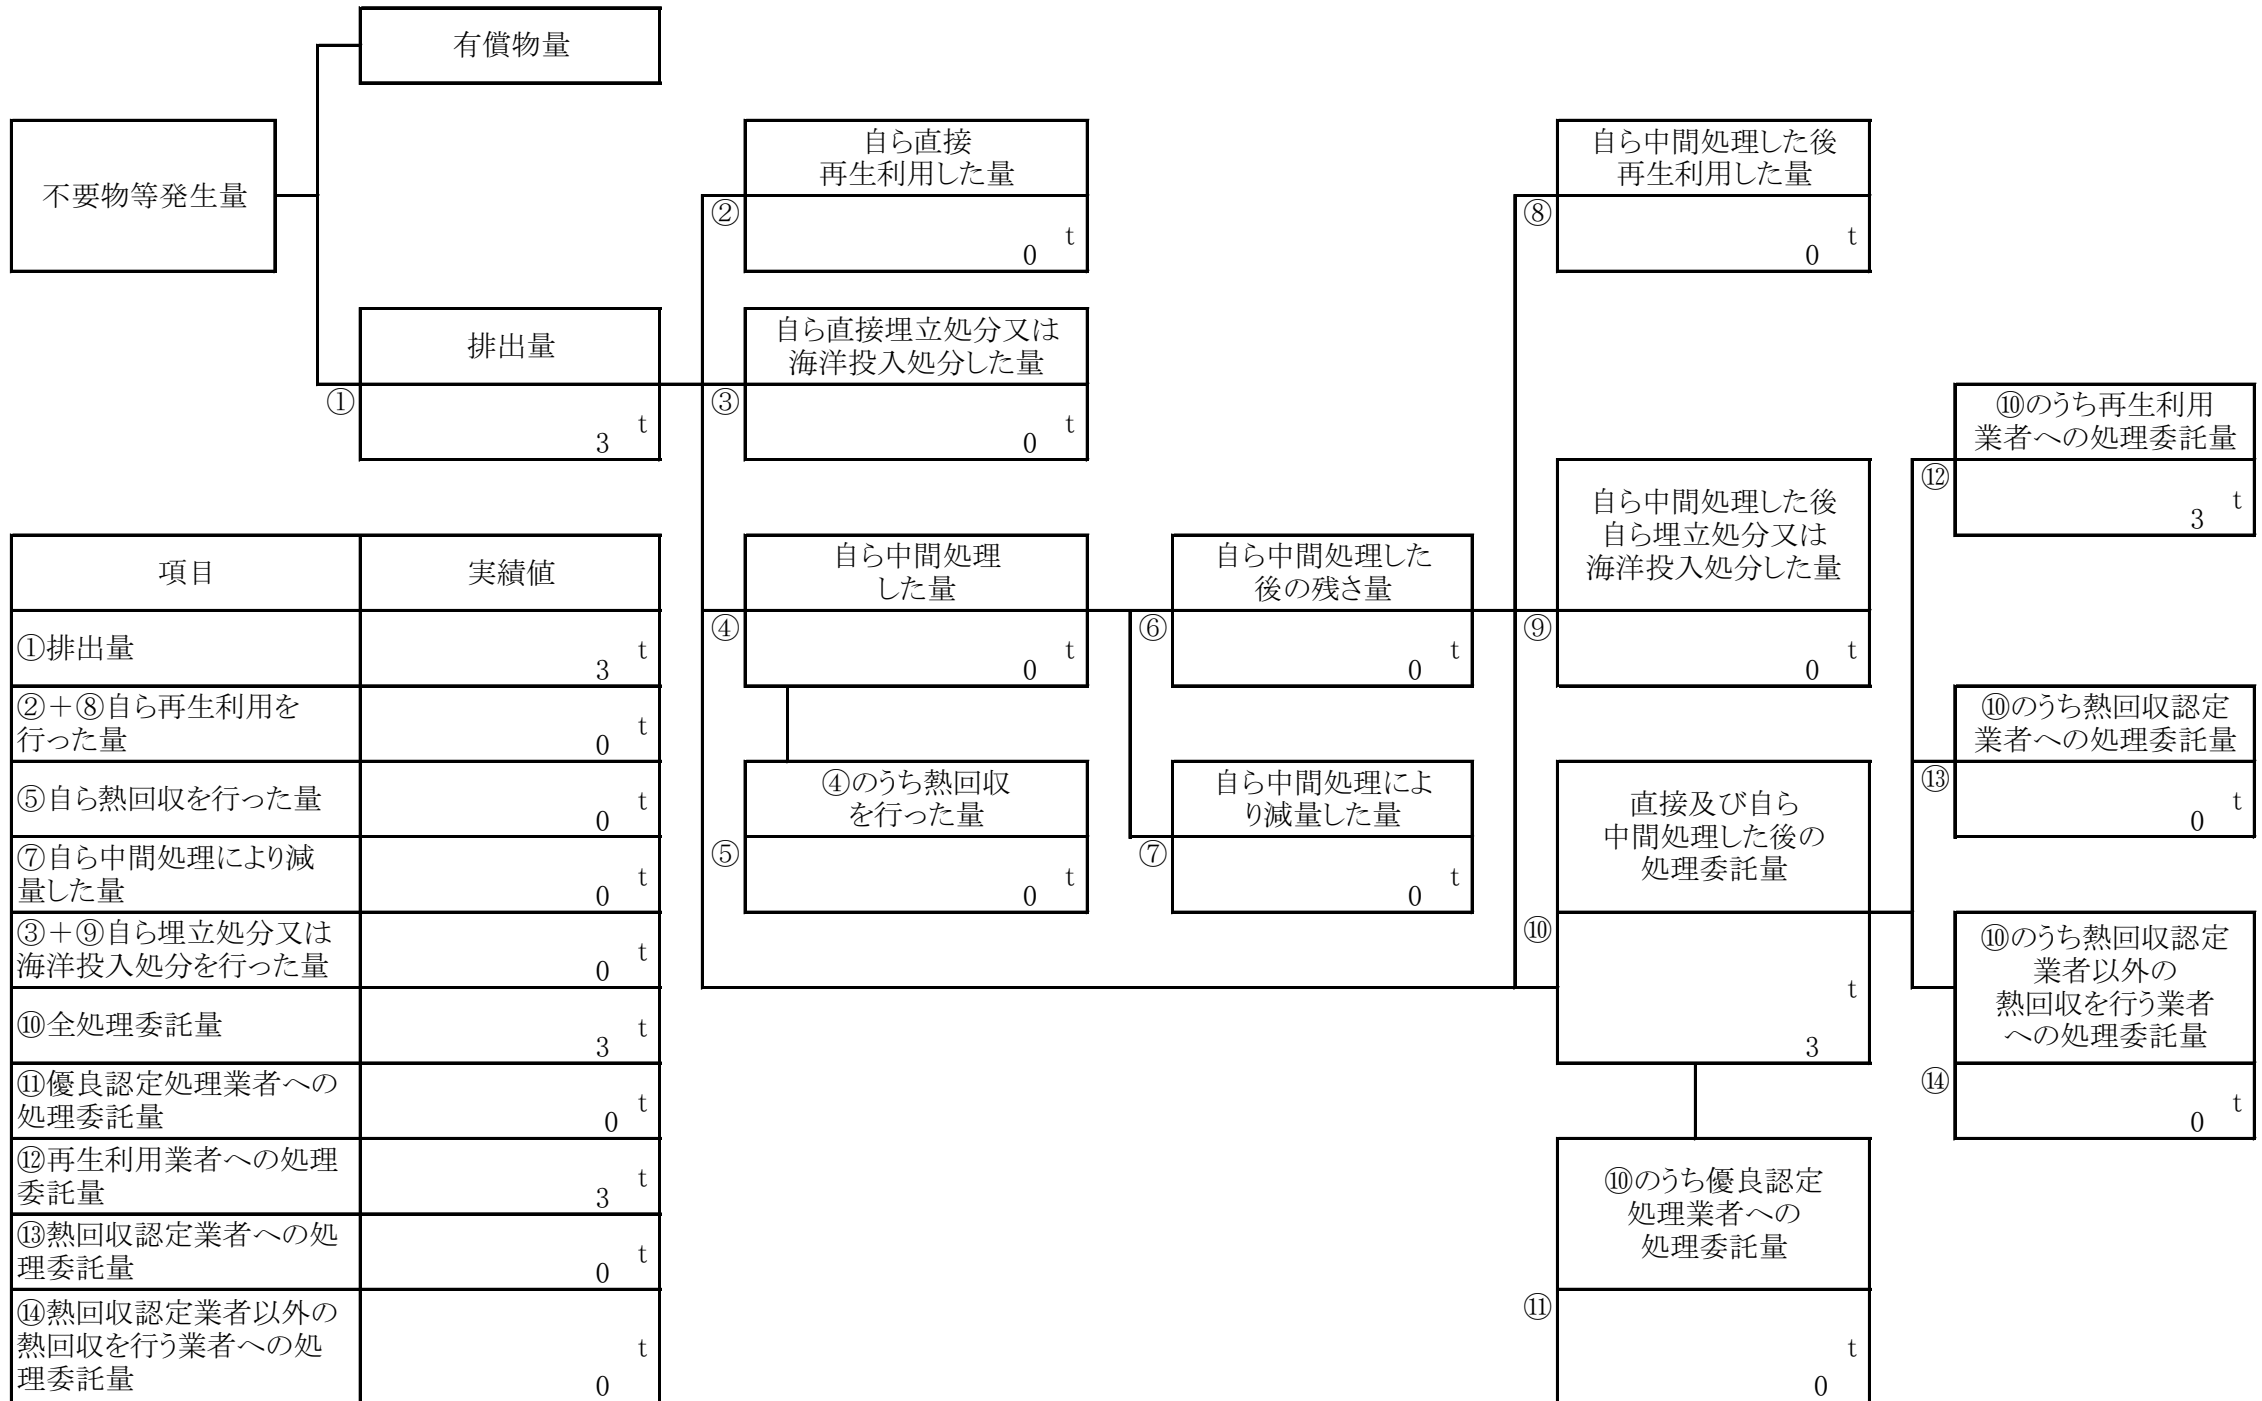 有償物量
不要物等発生量
自ら直接
再生利用した量
②
t
0
自ら中間処理した後
再生利用した量
⑧
t
0
排出量
①
t
3
自ら直接埋立処分又は
海洋投入処分した量
③
t
0
⑩のうち再生利用
業者への処理委託量
⑫
t
3
自ら中間処理
した量
④
t
0
自ら中間処理した
後の残さ量
⑥
t
0
自ら中間処理した後
自ら埋立処分又は
海洋投入処分した量
⑨
t
0
⑩のうち熱回収認定
業者への処理委託量
⑬
t
0
④のうち熱回収
を行った量
⑤
t
0
自ら中間処理によ
り減量した量
⑦
t
0
直接及び自ら
中間処理した後の
処理委託量
⑩
t
3
⑩のうち熱回収認定
業者以外の
熱回収を行う業者
への処理委託量
⑭
t
0
⑩のうち優良認定
処理業者への
処理委託量
⑪
t
0
項目 実績値
①排出量
t
3
②+⑧自ら再生利用を
行った量
t
0
⑤自ら熱回収を行った量
t
0
⑦自ら中間処理により減
量した量
t
0
③+⑨自ら埋立処分又は
海洋投入処分を行った量
t
0
⑩全処理委託量
t
3
⑪優良認定処理業者への
処理委託量
t
0
⑫再生利用業者への処理
委託量
t
3
⑬熱回収認定業者への処
理委託量
t
0
⑭熱回収認定業者以外の
熱回収を行う業者への処
理委託量
t
0